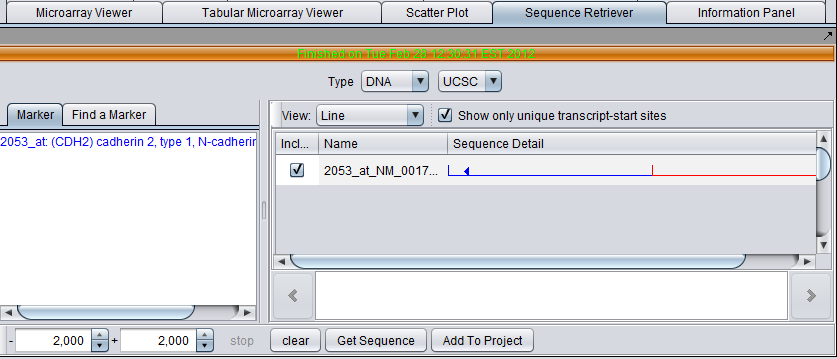 Microarray Viewer Tabular Microarray Viewer Scatter Plot Sequence Retriever Information Panel
Finished on Tue Feb 28 12:30:31 EST 2012
Type DNA UCSC
Marker Find a Marker
View: Line Show only unique transcript-start sites
2053_at: (CDH2) cadherin 2, type 1, N-cadherin
Incl... Name Sequence Detail
2053_at_NM_0017...
- 2,000 + 2,000 stop clear Get Sequence Add To Project